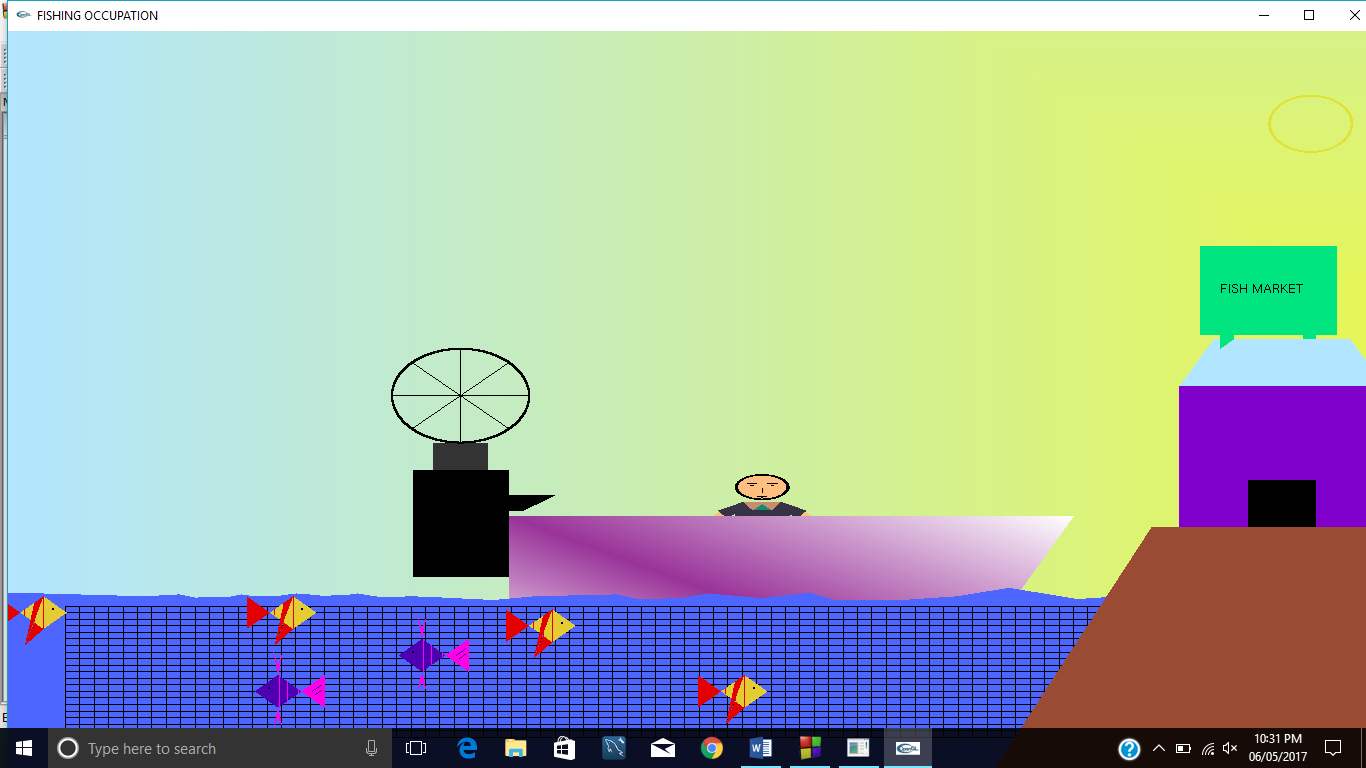 FISHING OCCUPATION
FISH MARKET
Type here to search
10:31 PM
06/05/2017